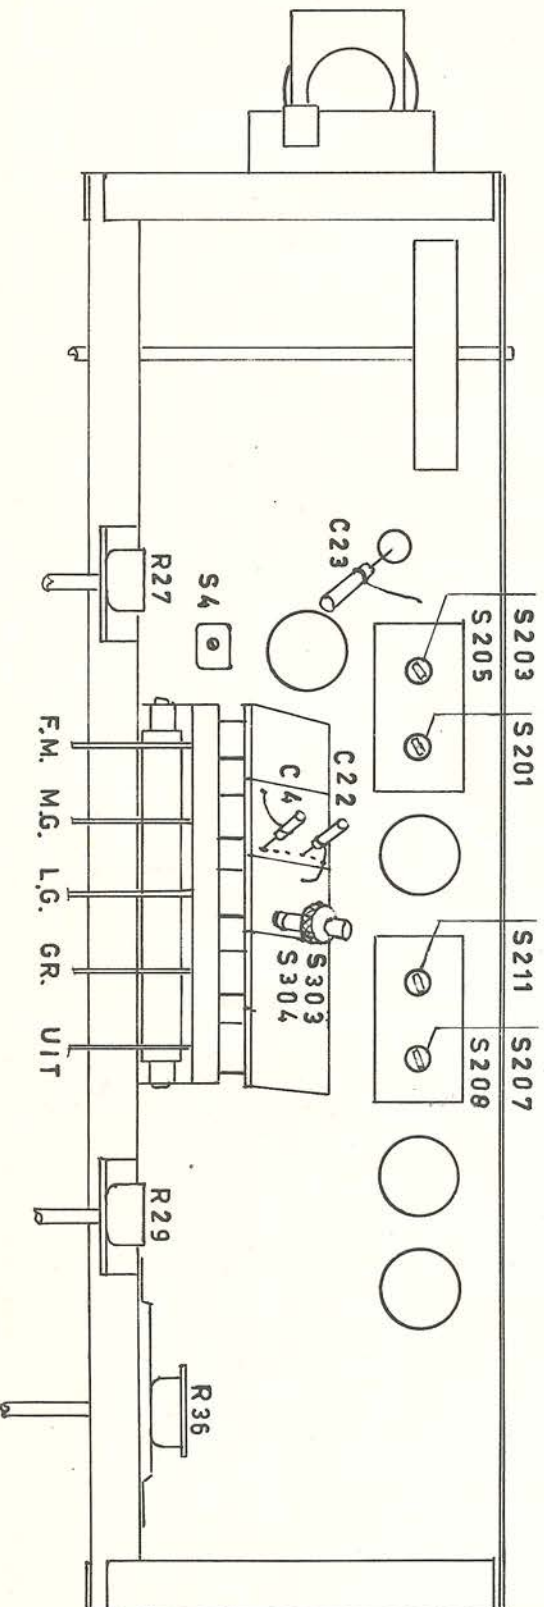 S203
S205
S201
S211
S207
S208
C23
C22
C4
S303
S304
S4
R27
R29
R36
F.M.
M.G.
L.G.
GR.
UIT